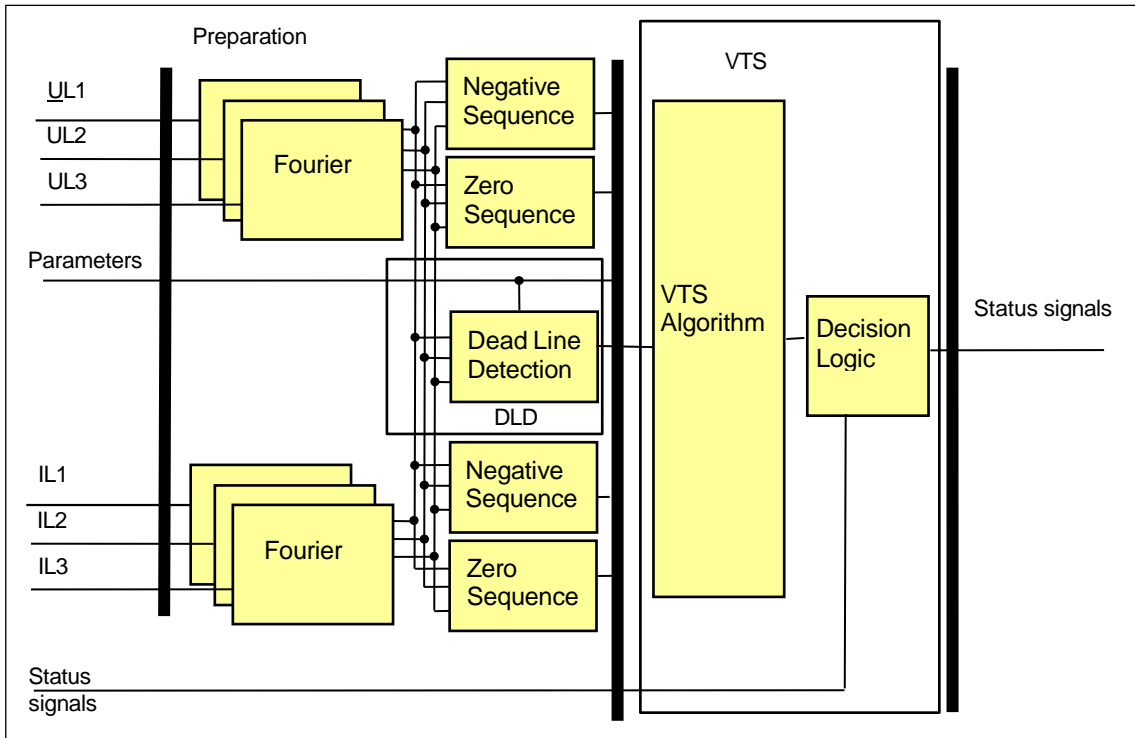 Preparation
UL1
UL2
UL3
Fourier
Negative
Sequence
Zero
Sequence
Parameters
Dead Line
Detection
DLD
VTS
VTS
Algorithm
Decision
Logic
Status signals
IL1
IL2
IL3
Fourier
Negative
Sequence
Zero
Sequence
Status
signals